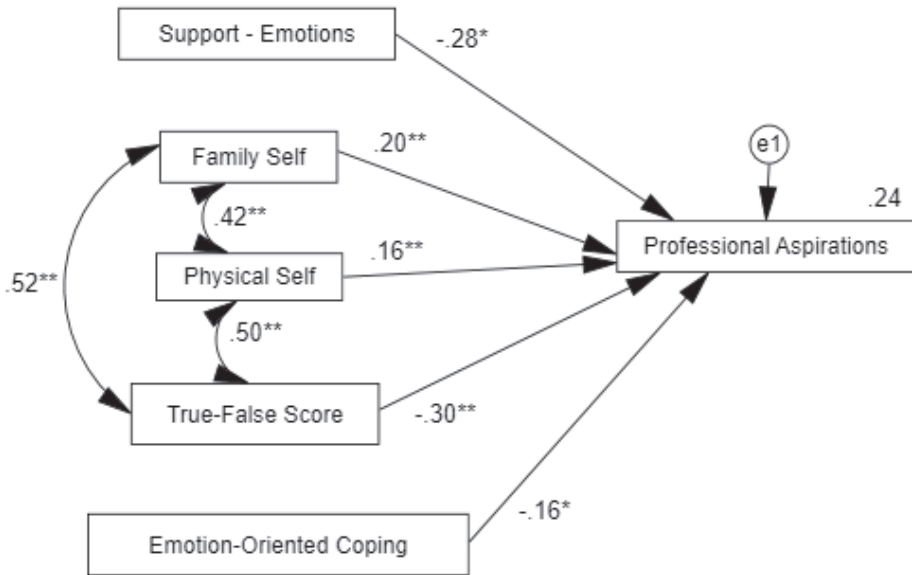 Support - Emotions
-.28*
Family Self
.20**
e1
.42**
.24
Professional Aspirations
Physical Self
.16**
.52**
.50**
True-False Score
-.30**
-.16*
Emotion-Oriented Coping